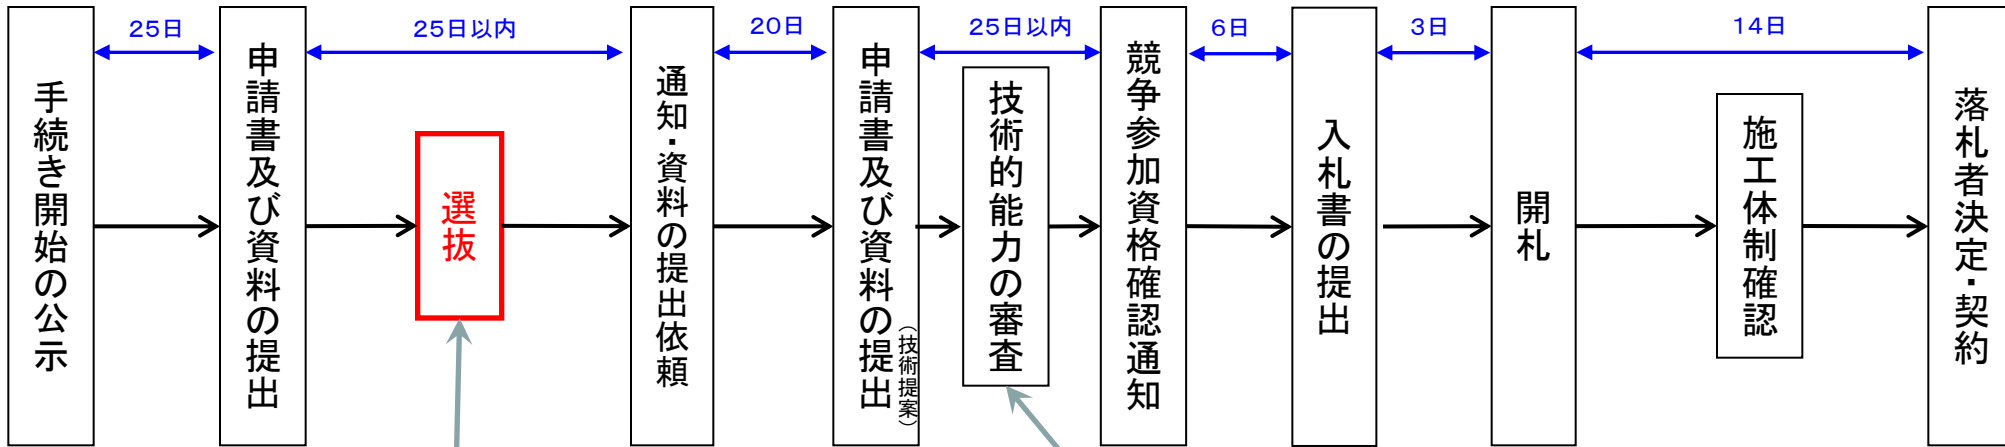 25日
25日以内
20日
25日以内
6日
3日
14日
手続き開始の公示
申請書及び資料の提出
選抜
通知・資料の提出依頼
申請書及び資料の提出
（技術提案）
技術的能力の審査
競争参加資格確認通知
入札書の提出
開札
施工体制確認
落札者決定・契約